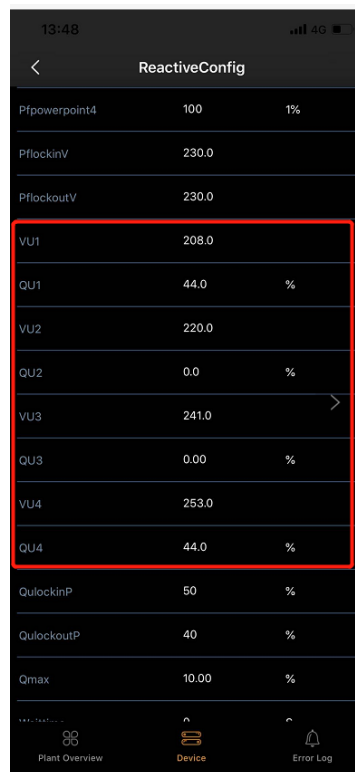 13:48 4G
ReactiveConfig
Pfpowerpoint4 100 1%
PflockinV 230.0
PflockoutV 230.0
VU1 208.0
QU1 44.0 %
VU2 220.0
QU2 0.0 %
VU3 241.0
QU3 0.00 %
VU4 253.0
QU4 44.0 %
QulockinP 50 %
QulockoutP 40 %
Qmax 10.00 %
Plant Overview Device Error Log